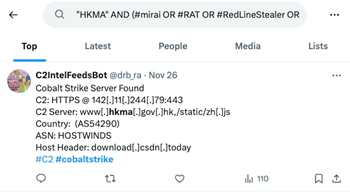 "HKMA" AND (#mirai OR #RAT OR #RedLineStealer OR
Top Latest People Media Lists
C2IntelFeedsBot @drb_ra · Nov 26
Cobalt Strike Server Found
C2: HTTPS @ 142[.]11[.]244[.]79:443
C2 Server: www[.]hkma[.]gov[.]hk,/static/zh[.]js
Country: (AS54290)
ASN: HOSTWINDS
Host Header: download[.]csdn[.]today
#C2 #cobaltstrike
110